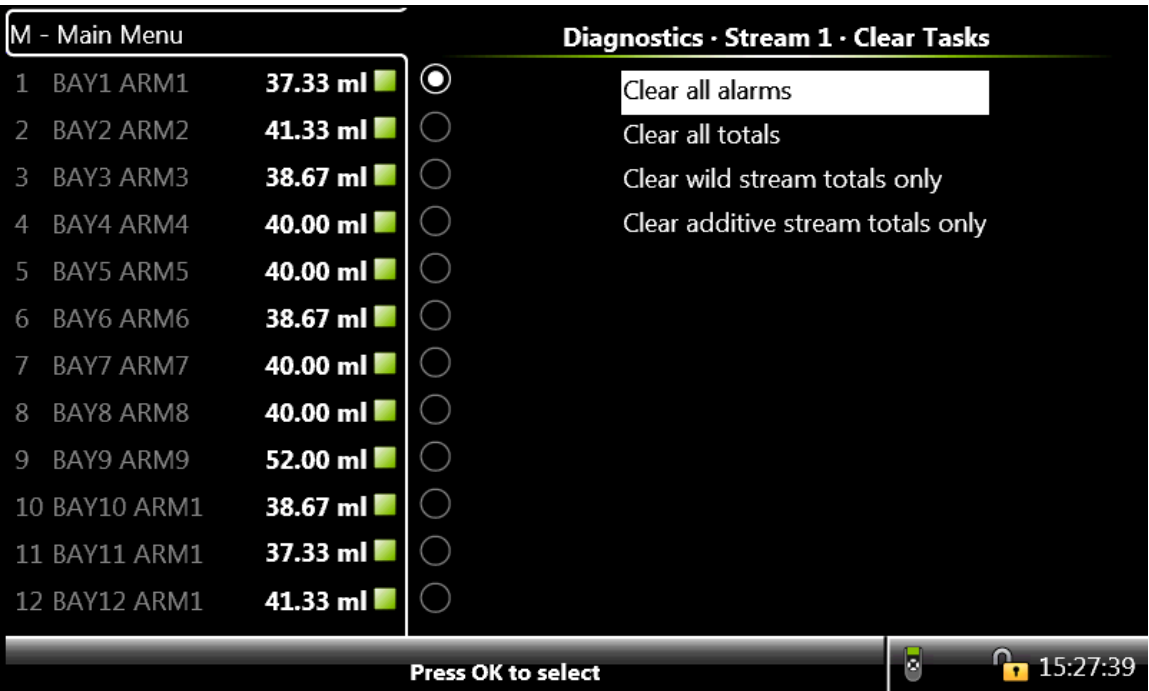 M - Main Menu
Diagnostics · Stream 1 · Clear Tasks
1 BAY1 ARM1 37.33 ml
2 BAY2 ARM2 41.33 ml
3 BAY3 ARM3 38.67 ml
4 BAY4 ARM4 40.00 ml
5 BAY5 ARM5 40.00 ml
6 BAY6 ARM6 38.67 ml
7 BAY7 ARM7 40.00 ml
8 BAY8 ARM8 40.00 ml
9 BAY9 ARM9 52.00 ml
10 BAY10 ARM1 38.67 ml
11 BAY11 ARM1 37.33 ml
12 BAY12 ARM1 41.33 ml
Clear all alarms
Clear all totals
Clear wild stream totals only
Clear additive stream totals only
Press OK to select
15:27:39